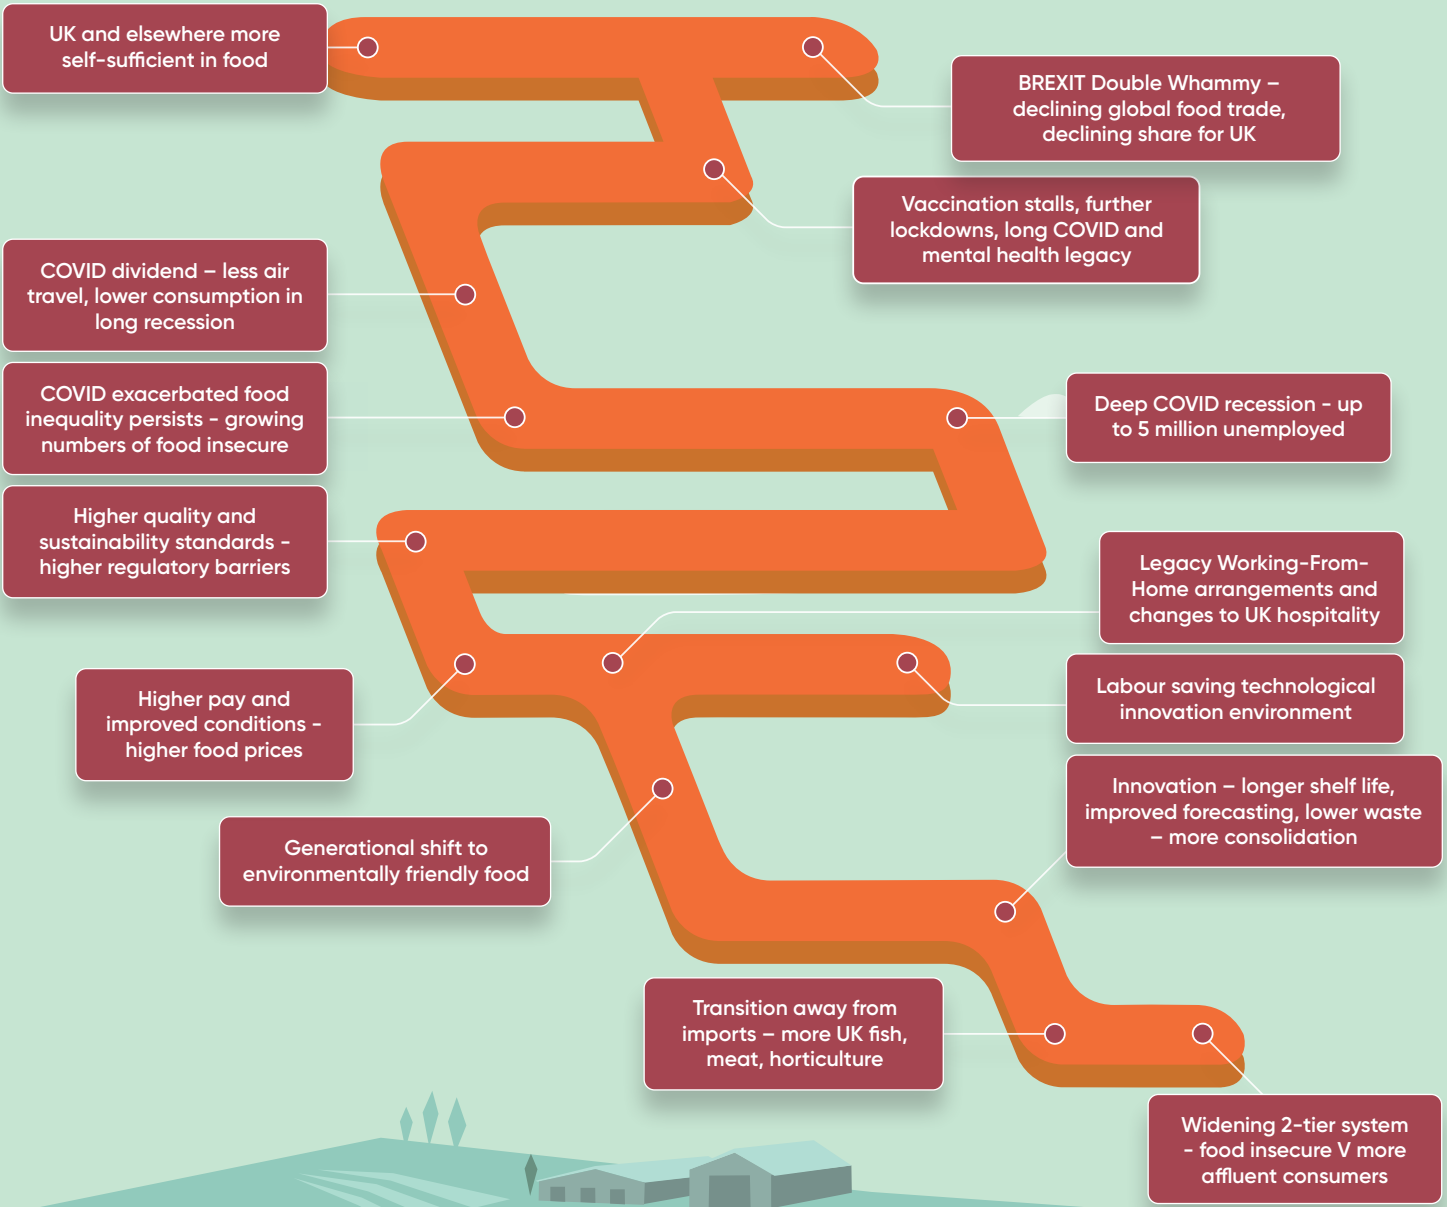 UK and elsewhere more
self-sufficient in food
BREXIT Double Whammy –
declining global food trade,
declining share for UK
Vaccination stalls, further
lockdowns, long COVID and
mental health legacy
COVID dividend – less air
travel, lower consumption in
long recession
COVID exacerbated food
inequality persists - growing
numbers of food insecure
Deep COVID recession - up
to 5 million unemployed
Higher quality and
sustainability standards -
higher regulatory barriers
Legacy Working-From-
Home arrangements and
changes to UK hospitality
Higher pay and
improved conditions -
higher food prices
Labour saving technological
innovation environment
Innovation – longer shelf life,
improved forecasting, lower waste
– more consolidation
Generational shift to
environmentally friendly food
Transition away from
imports – more UK fish,
meat, horticulture
Widening 2-tier system
- food insecure V more
affluent consumers